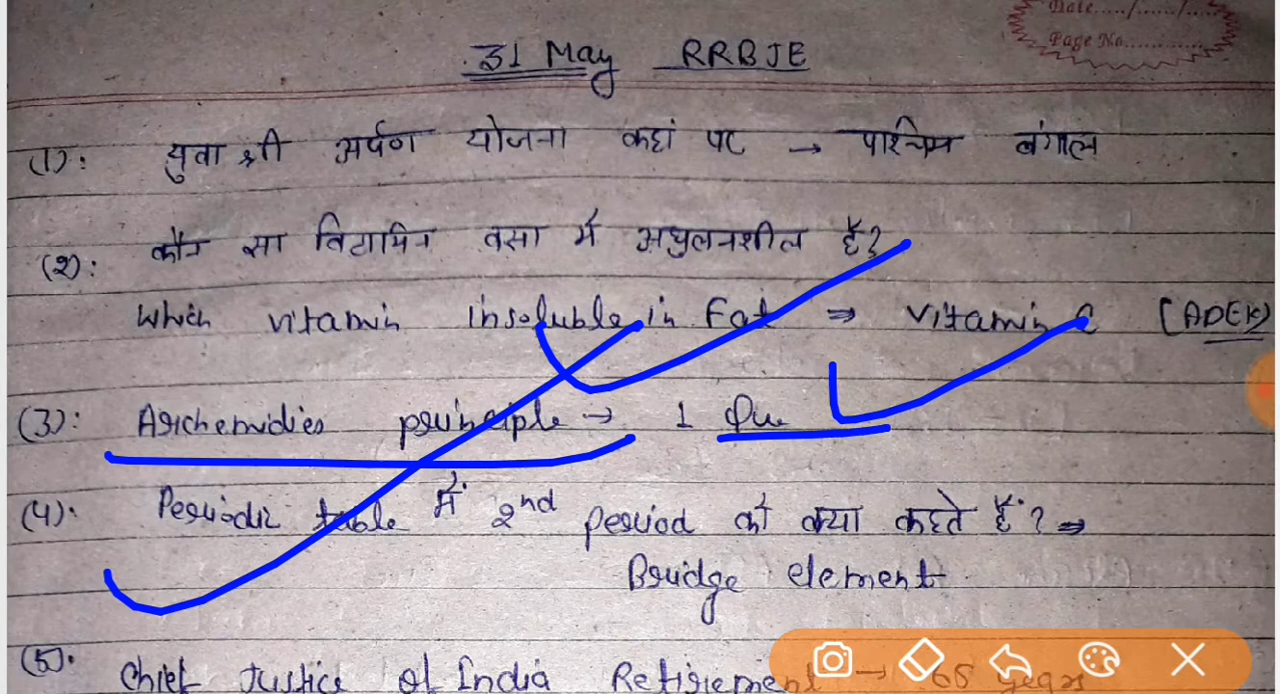 Date...../....../.....
Page No.............
31 May RRBJE
(1): युवा श्री अर्पण योजना कहां पर → पश्चिम बंगाल
(2): कौन सा विटामिन वसा में अघुलनशील है?
Which vitamin insoluble in Fat ⇒ Vitamin C [ADEK]
(3): Archemidies principle → 1 Que
(4): Periodic table में 2nd period को क्या कहते हैं? ⇒
Bridge element
(5): Chief Justice of India Retirement → 65 years